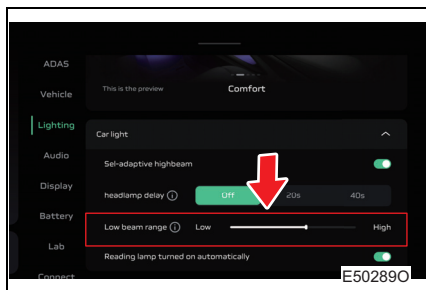 ADAS
Vehicle
Lighting
Audio
Display
Battery
Lab
Connect
This is the preview
Comfort
Car light
Sel-adaptive highbeam
headlamp delay Off 20s 40s
Low beam range Low High
Reading lamp turned on automatically
E50289O